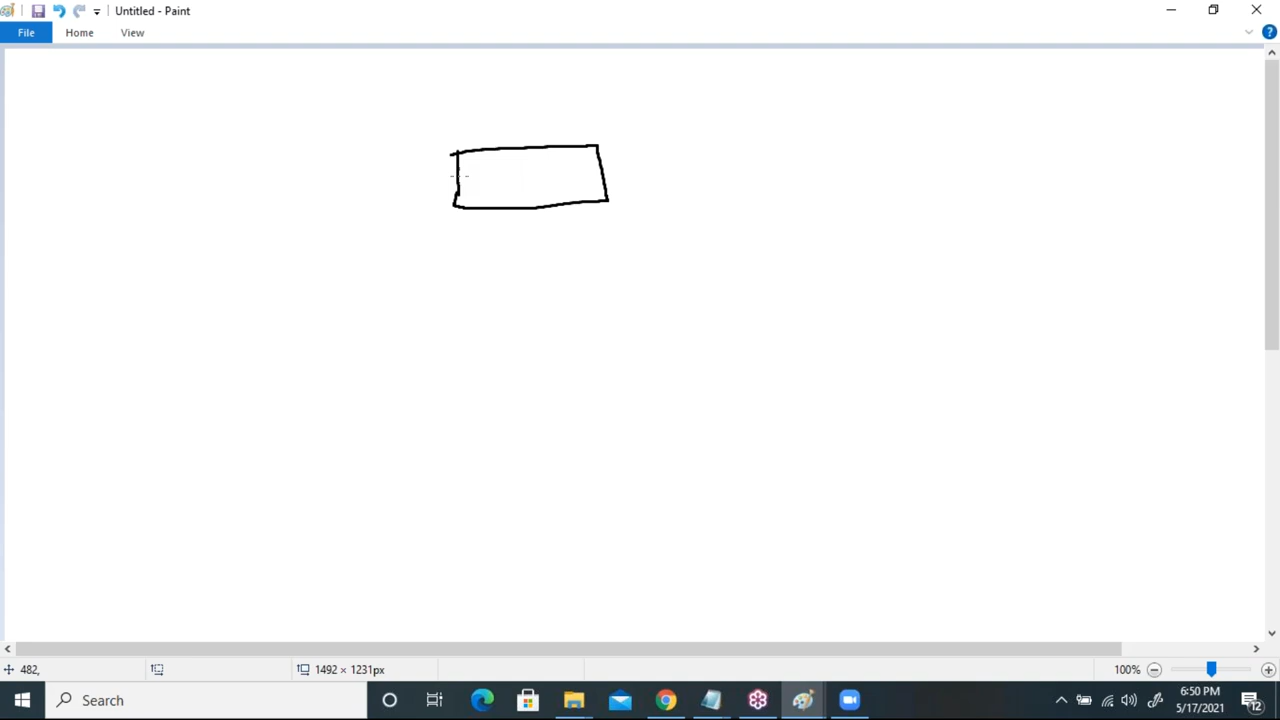 Untitled - Paint
File Home View
482,
1492 × 1231px
100%
Search
6:50 PM
5/17/2021
12